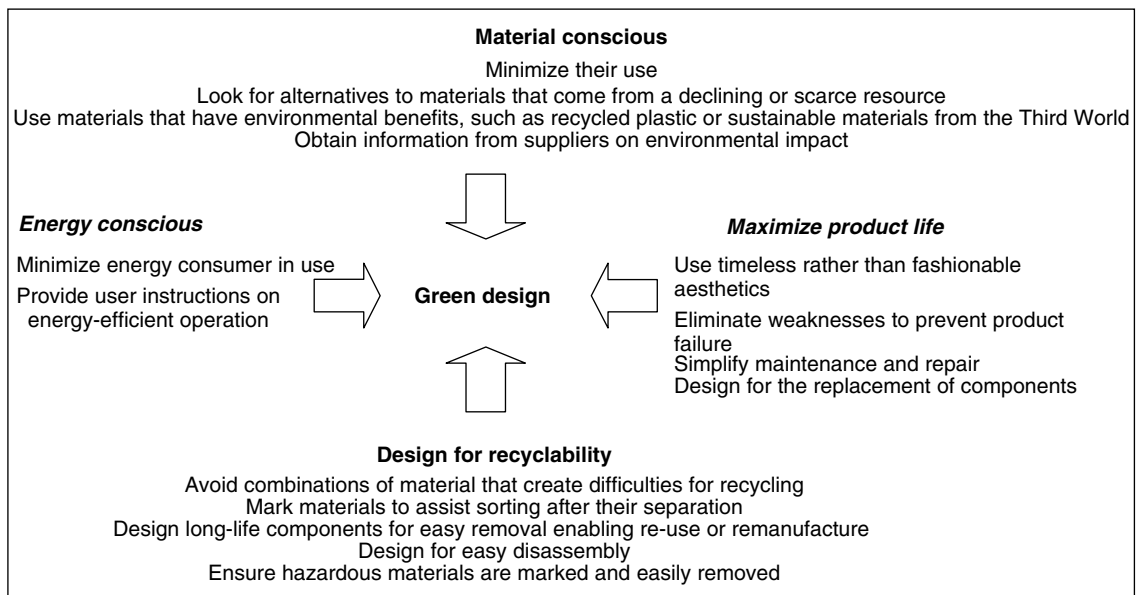 Material conscious
Minimize their use
Look for alternatives to materials that come from a declining or scarce resource
Use materials that have environmental benefits, such as recycled plastic or sustainable materials from the Third World
Obtain information from suppliers on environmental impact
Energy conscious
Minimize energy consumer in use
Provide user instructions on
energy-efficient operation
Green design
Maximize product life
Use timeless rather than fashionable
aesthetics
Eliminate weaknesses to prevent product
failure
Simplify maintenance and repair
Design for the replacement of components
Design for recyclability
Avoid combinations of material that create difficulties for recycling
Mark materials to assist sorting after their separation
Design long-life components for easy removal enabling re-use or remanufacture
Design for easy disassembly
Ensure hazardous materials are marked and easily removed